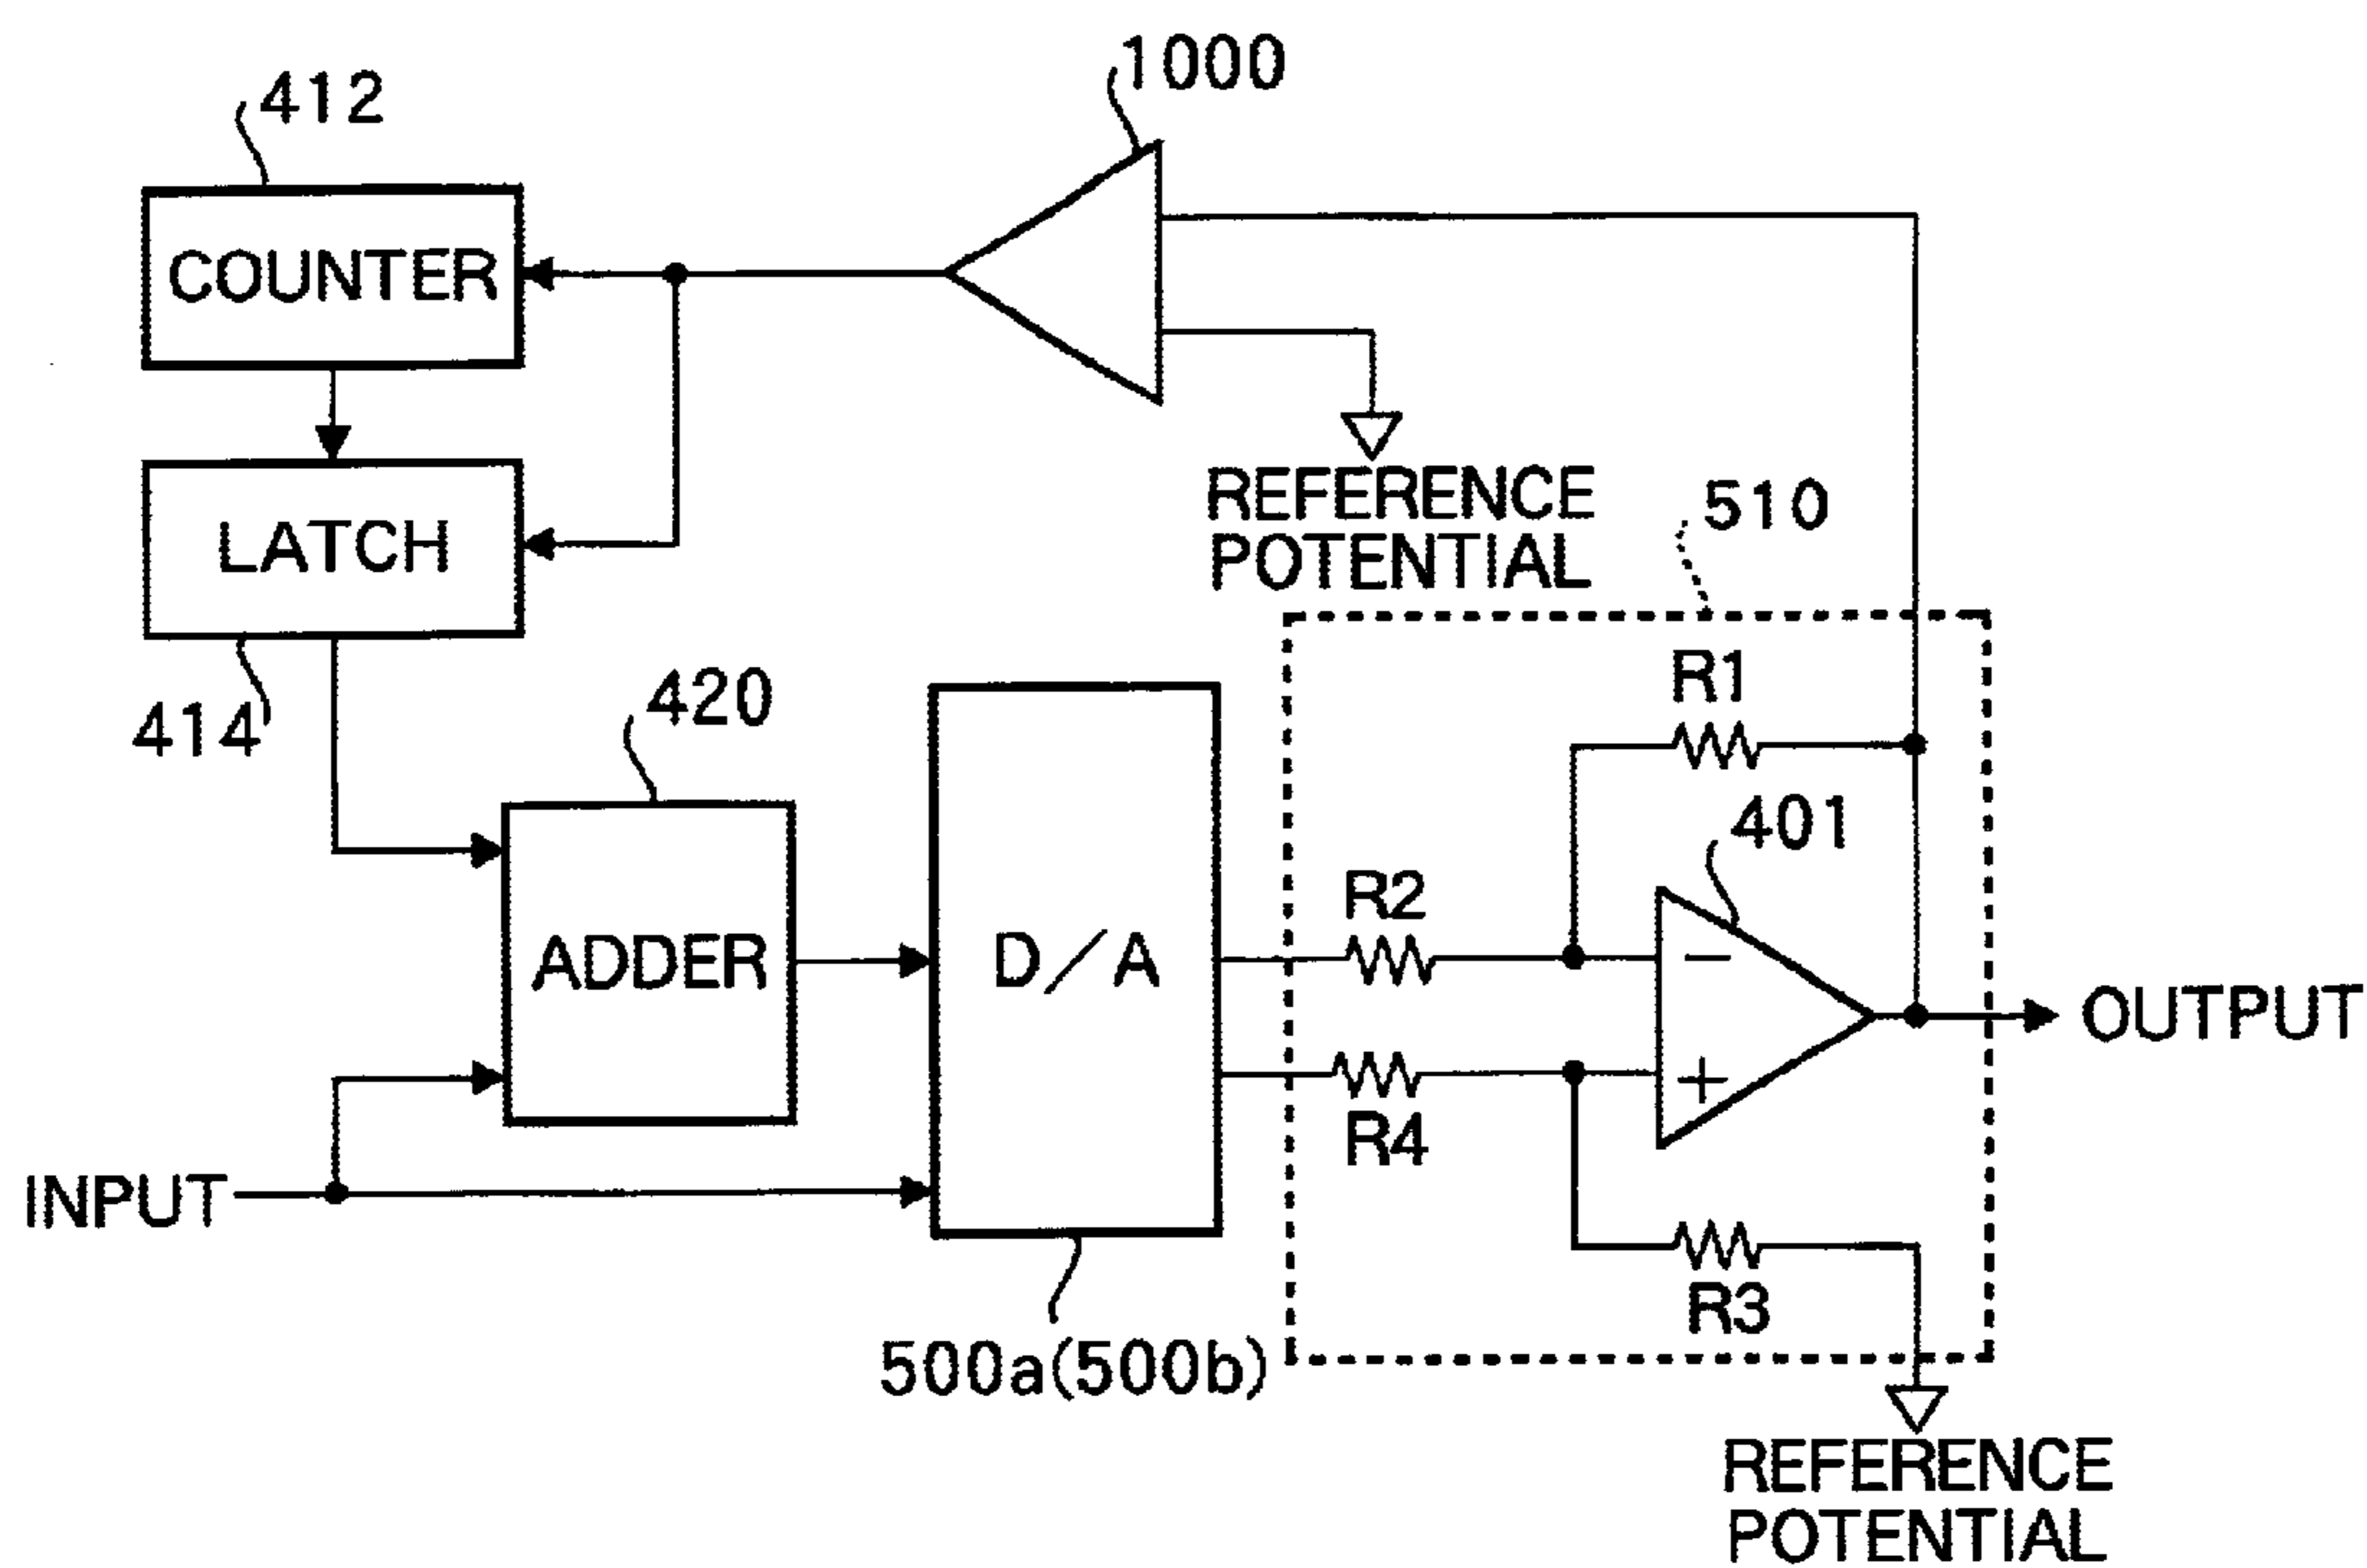 1000
412
COUNTER
REFERENCE
POTENTIAL
510
LATCH
414
420
R1
401
R2
ADDER
D/A
−
+
OUTPUT
R4
INPUT
R3
500a(500b)
REFERENCE
POTENTIAL